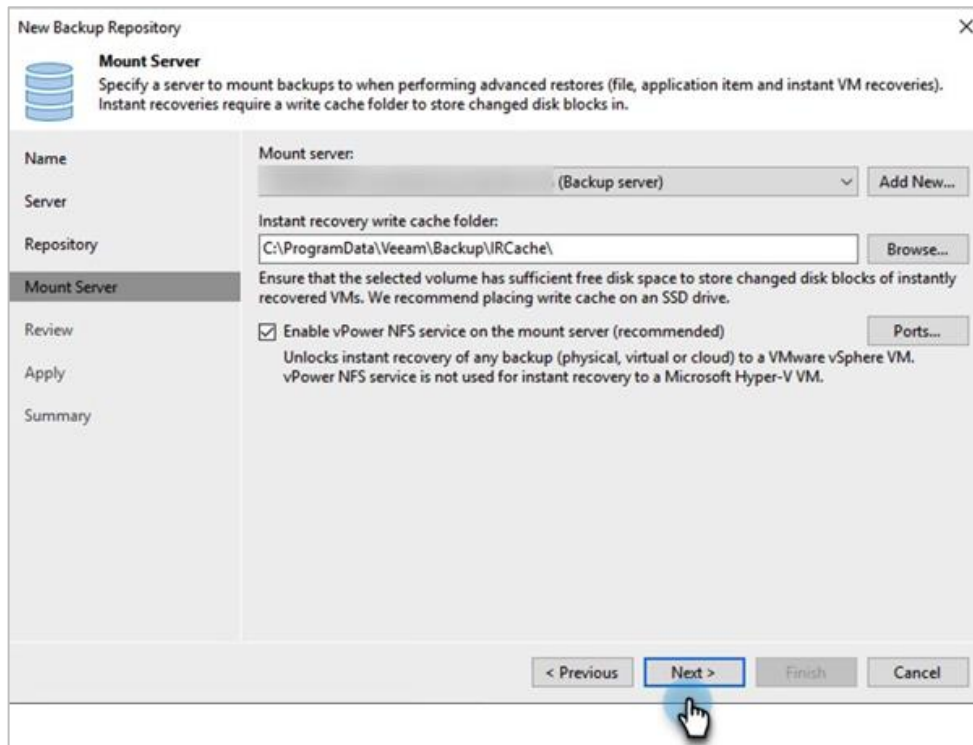 New Backup Repository
Mount Server
Specify a server to mount backups to when performing advanced restores (file, application item and instant VM recoveries).
Instant recoveries require a write cache folder to store changed disk blocks in.
Name
Server
Repository
Mount Server
Review
Apply
Summary
Mount server:
(Backup server)
Add New...
Instant recovery write cache folder:
C:\ProgramData\Veeam\Backup\IRCache\
Browse...
Ensure that the selected volume has sufficient free disk space to store changed disk blocks of instantly
recovered VMs. We recommend placing write cache on an SSD drive.
Enable vPower NFS service on the mount server (recommended)
Ports...
Unlocks instant recovery of any backup (physical, virtual or cloud) to a VMware vSphere VM.
vPower NFS service is not used for instant recovery to a Microsoft Hyper-V VM.
< Previous
Next >
Finish
Cancel